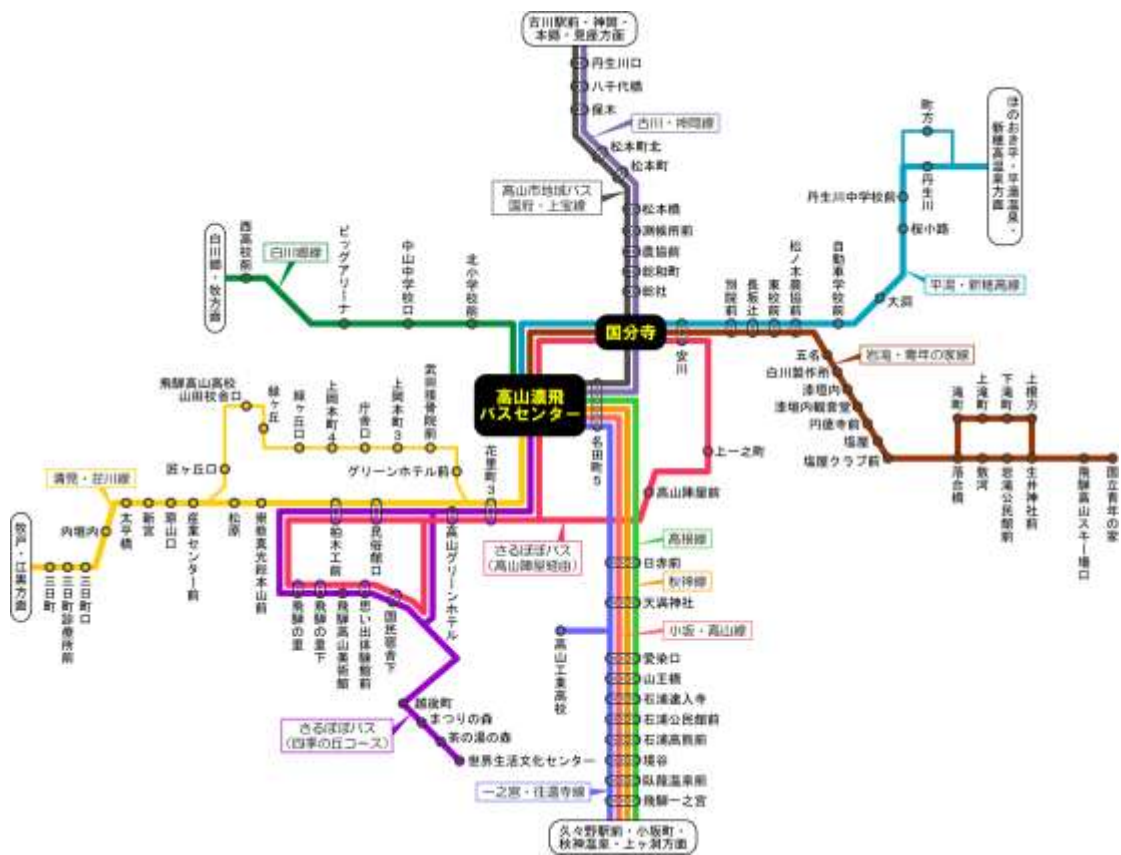 古川駅前・神岡・
本郷・見座方面
丹生川口
八千代橋
保木
古川・神岡線
松本町北
松本町
高山市地域バス
国府・上宝線
松本橋
測候所前
農協前
総和町
総社
国分寺
高山濃飛
バスセンター
白川郷・牧方面
西高校前
白川郷線
ビッグアリーナ
中山中学校口
北小学校前
ほのおき平・平湯温泉・
新穂高温泉方面
町方
丹生川
丹生川中学校前
桜小路
平湯・新穂高線
大洞
自動車学校前
松ノ木農協前
東校前
長坂辻
別院前
安川
五名
白川製作所
漆垣内
漆垣内観音堂
円徳寺前
塩屋
塩屋クラブ前
岩滝・青年の家線
滝町
上滝町
下滝町
上根方
落合橋
数河
岩滝公民館前
生井神社前
飛騨高山スキー場口
国立青年の家
上一之町
高山陣屋前
さるぼぼバス
(高山陣屋経由)
名田町5
飛騨高山高校
山田校舎口
緑ヶ丘
緑ヶ丘口
上岡本町4
庁舎口
上岡本町3
武田接骨院前
グリーンホテル前
花里町3
匠ヶ丘口
清見・荘川線
牧戸・江黒方面
内垣内
三日町
三日町診療所前
三日町口
太平橋
新宮
産業センター前
松原
崇教真光総本山前
柏木工前
民俗館口
高山グリーンホテル
飛騨の里
飛騨の里下
飛騨高山美術館
思い出体験館前
国民宿舎下
越後町
まつりの森
茶の湯の森
世界生活文化センター
さるぼぼバス
(四季の丘コース)
高根線
日赤前
秋神線
天満神社
小坂・高山線
高山工業高校
愛染口
山王橋
石浦達入寺
石浦公民館前
石浦高熊前
境谷
臥龍温泉前
飛騨一之宮
一之宮・往還寺線
久々野駅前・小坂町・
秋神温泉・上ヶ洞方面